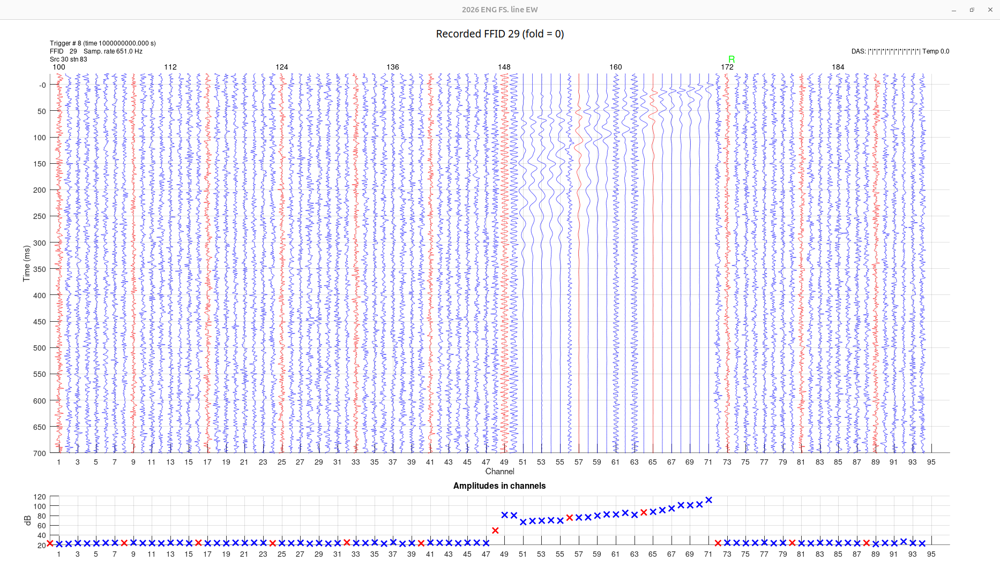 2026 ENG FS. line EW
Recorded FFID 29 (fold = 0)
Trigger # 8 (time 1000000000.000 s)
FFID 29 Samp. rate 651.0 Hz
DAS: |*|*|*|*|*|*|*|*|*|*|*|*| Temp 0.0
Src 30 stn 83
R
100 112 124 136 148 160 172 184
-0
50
100
150
200
250
300
350
400
450
500
550
600
650
700
Time (ms)
1 3 5 7 9 11 13 15 17 19 21 23 25 27 29 31 33 35 37 39 41 43 45 47 49 51 53 55 57 59 61 63 65 67 69 71 73 75 77 79 81 83 85 87 89 91 93 95
Channel
Amplitudes in channels
120
100
80
60
40
20
dB
1 3 5 7 9 11 13 15 17 19 21 23 25 27 29 31 33 35 37 39 41 43 45 47 49 51 53 55 57 59 61 63 65 67 69 71 73 75 77 79 81 83 85 87 89 91 93 95